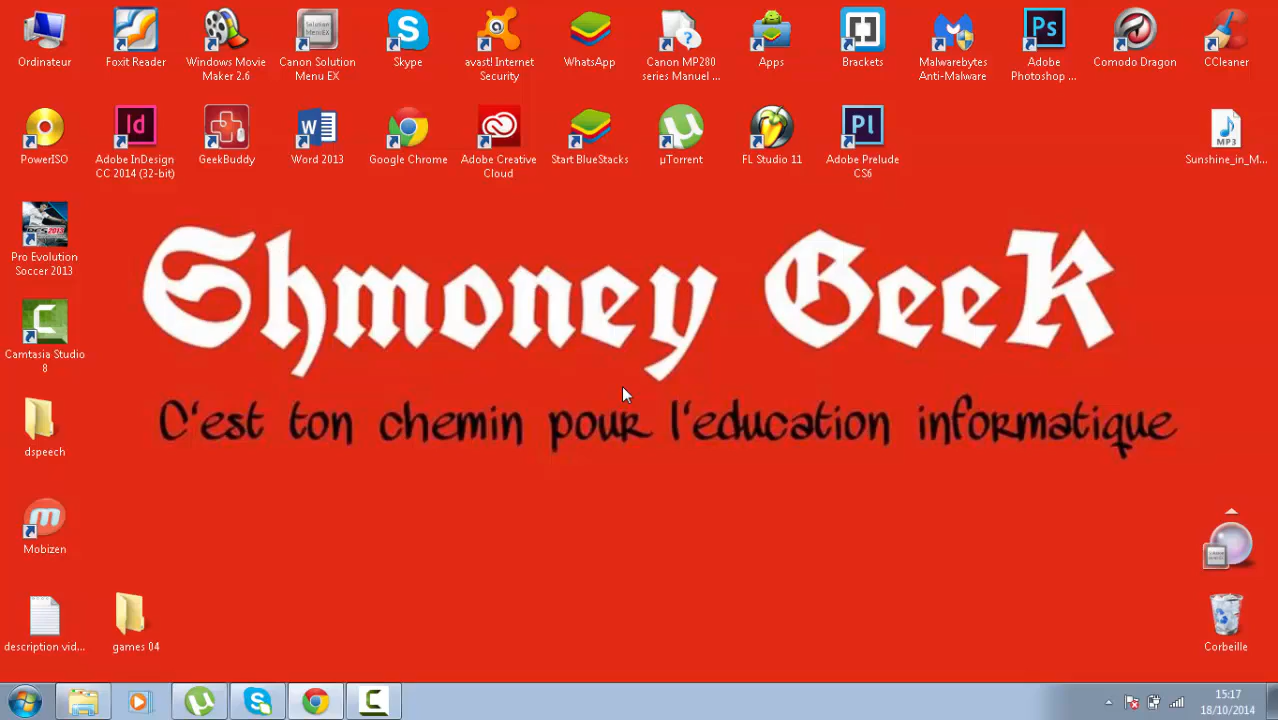 Ordinateur
Foxit Reader
Windows Movie
Maker 2.6
Canon Solution
Menu EX
Skype
avast! Internet
Security
WhatsApp
Canon MP280
series Manuel ...
Apps
Brackets
Malwarebytes
Anti-Malware
Ps
Adobe
Photoshop ...
Comodo Dragon
CCleaner
PowerISO
Id
Adobe InDesign
CC 2014 (32-bit)
GeekBuddy
Word 2013
Google Chrome
Adobe Creative
Cloud
Start BlueStacks
µTorrent
FL Studio 11
Pl
Adobe Prelude
CS6
MP3
Sunshine_in_M...
Pro Evolution
Soccer 2013
Shmoney GeeK
C'est ton chemin pour l'education informatique
Camtasia Studio
8
dspeech
Mobizen
description vid...
games 04
Corbeille
15:17
18/10/2014